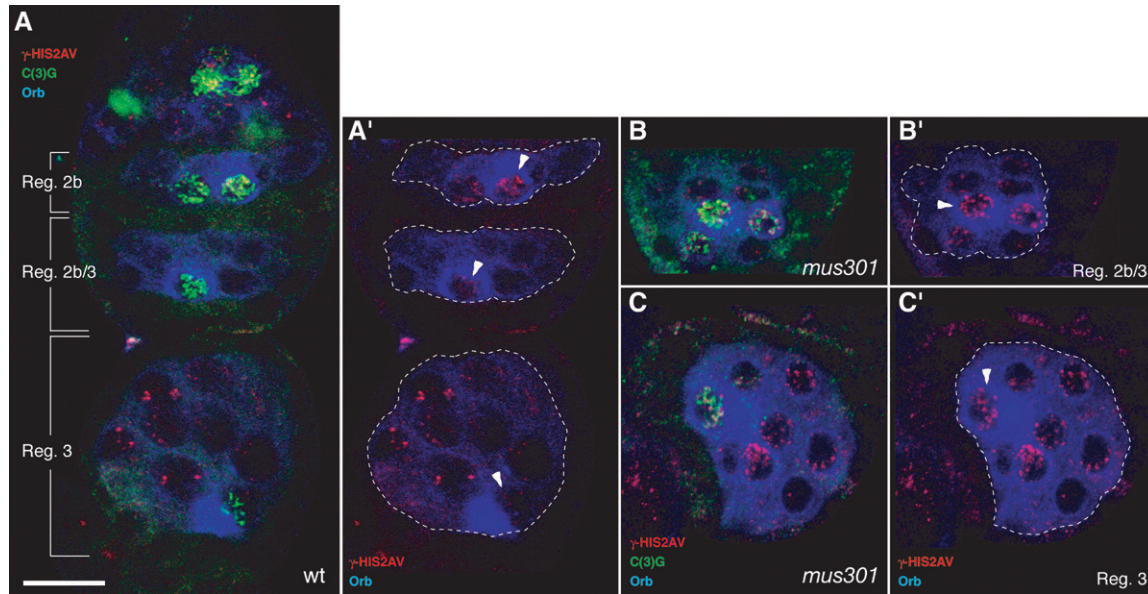 A
γ-HIS2AV
C(3)G
Orb
Reg. 2b
Reg. 2b/3
Reg. 3
wt
A'
γ-HIS2AV
Orb
B
mus301
B'
Reg. 2b/3
C
γ-HIS2AV
C(3)G
Orb
mus301
C'
γ-HIS2AV
Orb
Reg. 3